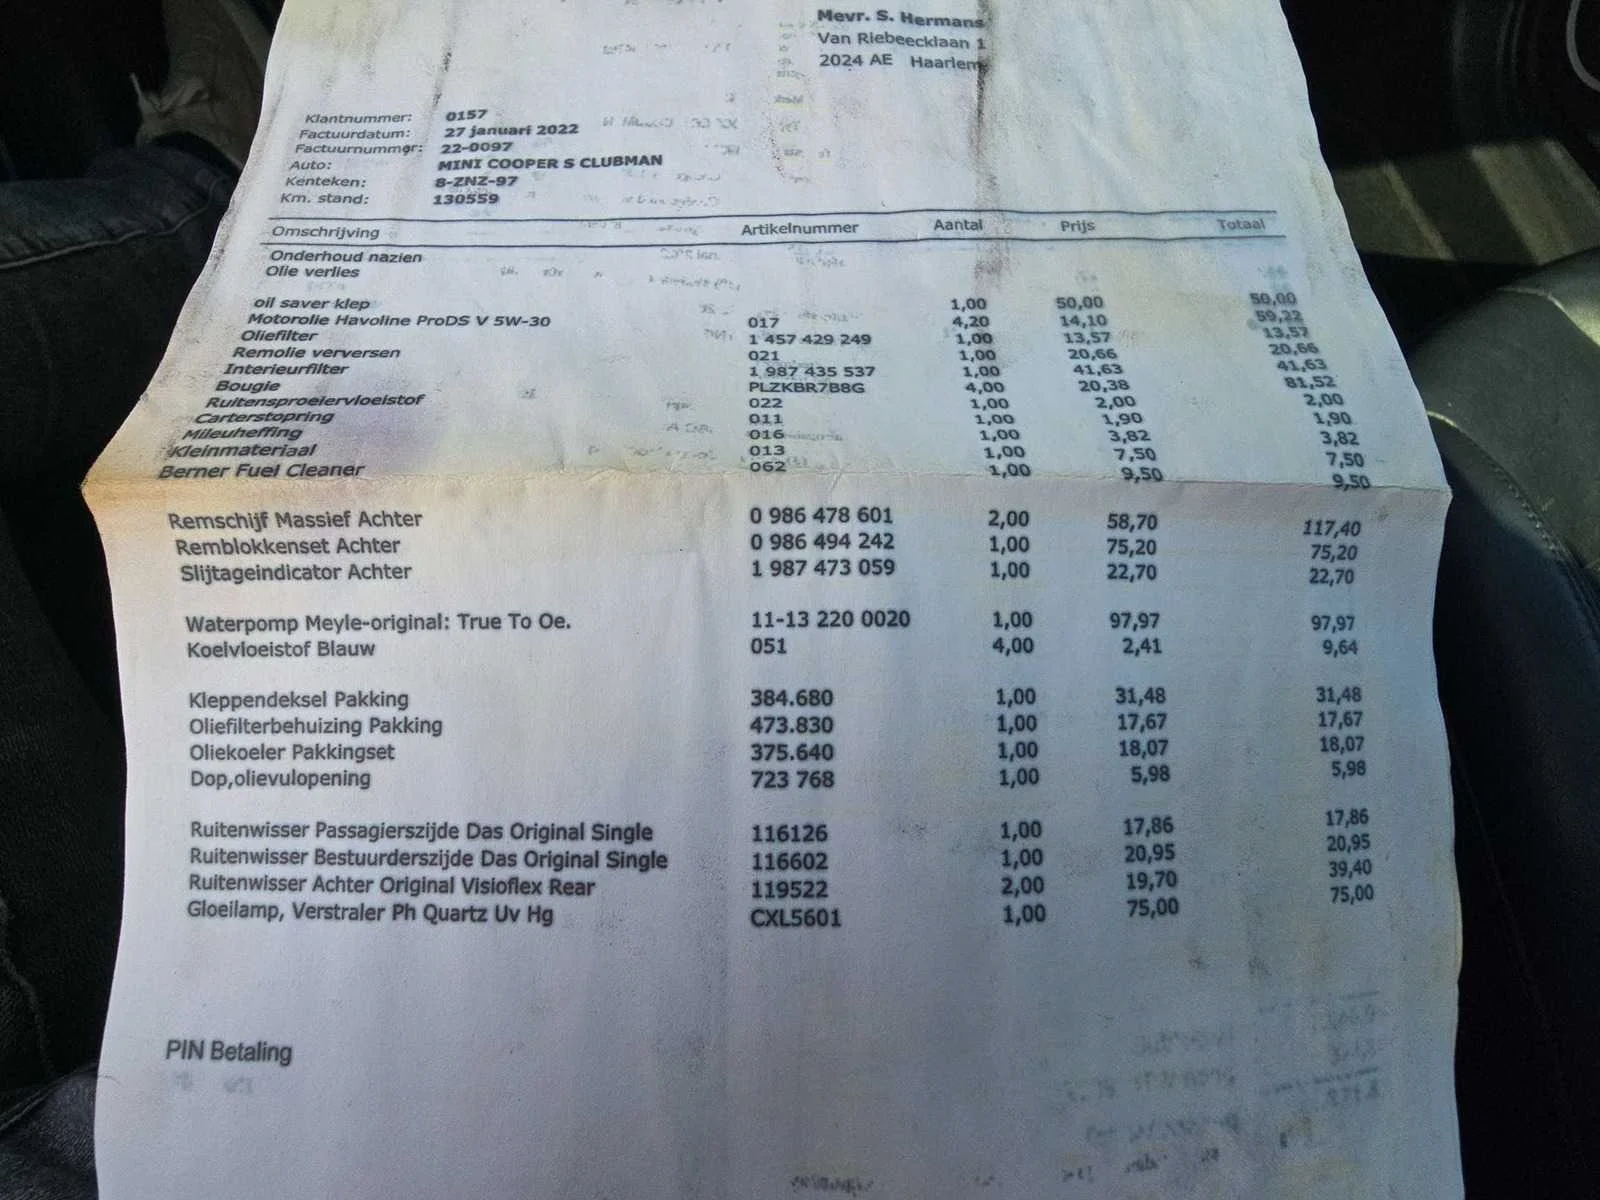 Mevr. S. Hermans
Van Riebeecklaan 1
2024 AE Haarlem
Klantnummer: 0157
Factuurdatum: 27 januari 2022
Factuurnummer: 22-0097
Auto: MINI COOPER S CLUBMAN
Kenteken: 8-ZNZ-97
Km. stand: 130559
Omschrijving Artikelnummer Aantal Prijs Totaal
Onderhoud nazien
Olie verlies
oil saver klep 1,00 50,00 50,00
Motorolie Havoline ProDS V 5W-30 017 4,20 14,10 59,22
Oliefilter 1 457 429 249 1,00 13,57 13,57
Remolie verversen 021 1,00 20,66 20,66
Interieurfilter 1 987 435 537 1,00 41,63 41,63
Bougie PLZKBR7B8G 4,00 20,38 81,52
Ruitensproeiervloeistof 022 1,00 2,00 2,00
Carterstopring 011 1,00 1,90 1,90
Mileuheffing 016 1,00 3,82 3,82
Kleinmateriaal 013 1,00 7,50 7,50
Berner Fuel Cleaner 062 1,00 9,50 9,50
Remschijf Massief Achter 0 986 478 601 2,00 58,70 117,40
Remblokkenset Achter 0 986 494 242 1,00 75,20 75,20
Slijtageindicator Achter 1 987 473 059 1,00 22,70 22,70
Waterpomp Meyle-original: True To Oe. 11-13 220 0020 1,00 97,97 97,97
Koelvloeistof Blauw 051 4,00 2,41 9,64
Kleppendeksel Pakking 384.680 1,00 31,48 31,48
Oliefilterbehuizing Pakking 473.830 1,00 17,67 17,67
Oliekoeler Pakkingset 375.640 1,00 18,07 18,07
Dop,olievulopening 723 768 1,00 5,98 5,98
Ruitenwisser Passagierszijde Das Original Single 116126 1,00 17,86 17,86
Ruitenwisser Bestuurderszijde Das Original Single 116602 1,00 20,95 20,95
Ruitenwisser Achter Original Visioflex Rear 119522 2,00 19,70 39,40
Gloeilamp, Verstraler Ph Quartz Uv Hg CXL5601 1,00 75,00 75,00
PIN Betaling